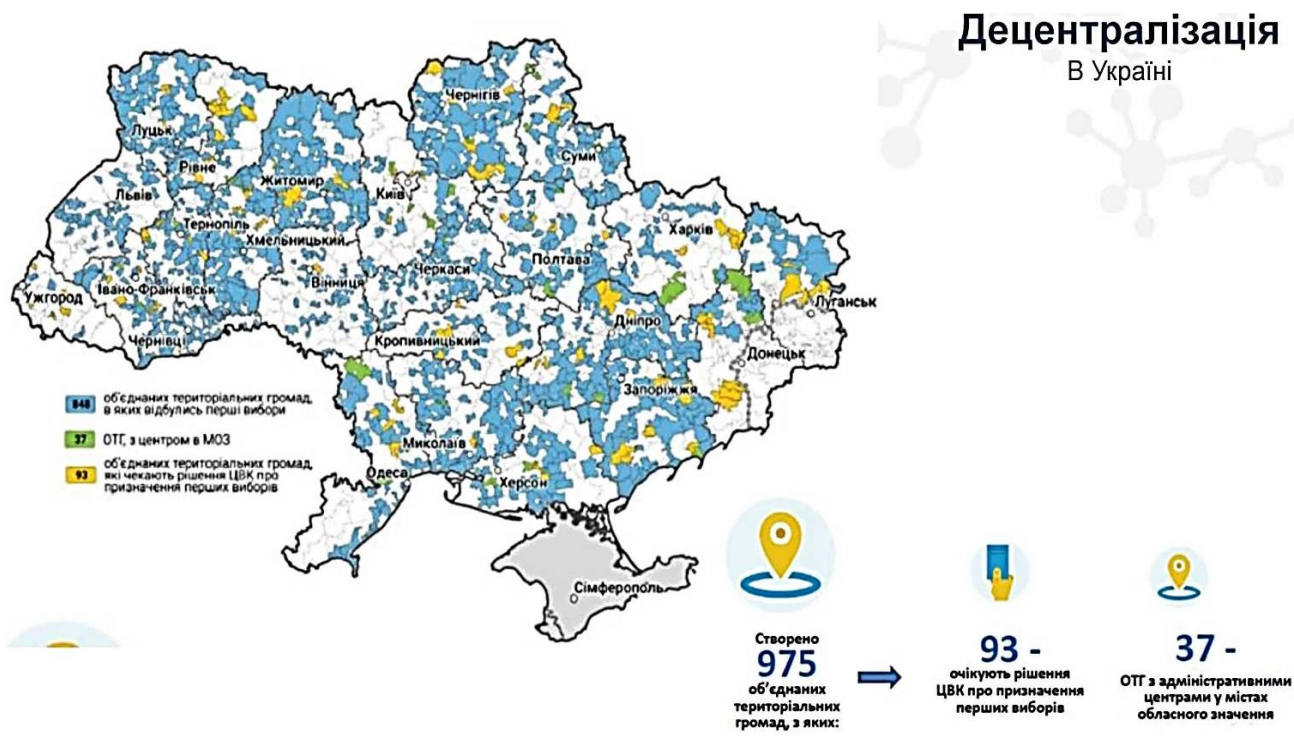 Децентралізація
В Україні
Чернігів
Луцьк
Суми
Рівне
Житомир
Київ
Львів
Харків
Тернопіль
Хмельницький
Полтава
Черкаси
Вінниця
Івано-Франківськ
Ужгород
Луганськ
Дніпро
Чернівці
Кропивницький
Донецьк
Запоріжжя
848
об'єднаних територіальних громад,
в яких відбулись перші вибори
37
ОТГ, з центром в МОЗ
93
об'єднаних територіальних громад,
які чекають рішення ЦВК про
призначення перших виборів
Миколаїв
Одеса
Херсон
Сімферополь
Створено
975
об'єднаних
територіальних
громад, з яких:
93 -
очікують рішення
ЦВК про призначення
перших виборів
37 -
ОТГ з адміністративними
центрами у містах
обласного значення